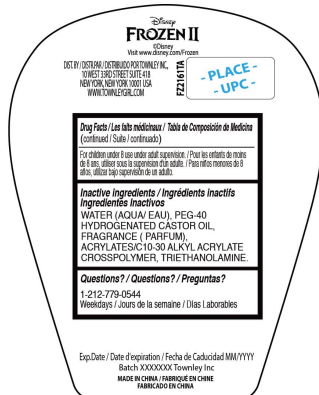 Disney
FROZEN II
©Disney
Visit www.disney.com/Frozen
DIST. BY / DIST.PAR / DISTRIBUIDO POR TOWNLEY INC.,
10 WEST 33RD STREET SUITE 418
NEW YORK, NEW YORK 10001 USA
WWW.TOWNLEYGIRL.COM
FZ2161TA
- PLACE -
- UPC -
Drug Facts / Les faits médicinaux / Tabla de Composición de Medicina
(continued / Suite / continuado)
For children under 8 use under adult supervision. / Pour les enfants de moins
de 8 ans, utiliser sous la supervision d'un adulte. / Para niños menores de 8
años, utilizar bajo supervisión de un adulto.
Inactive ingredients / Ingrédients inactifs
Ingredientes Inactivos
WATER (AQUA/ EAU), PEG-40
HYDROGENATED CASTOR OIL,
FRAGRANCE ( PARFUM),
ACRYLATES/C10-30 ALKYL ACRYLATE
CROSSPOLYMER, TRIETHANOLAMINE.
Questions? / Questions? / Preguntas?
1-212-779-0544
Weekdays / Jours de la semaine / Días Laborables
Exp.Date / Date d'expiration / Fecha de Caducidad MM/YYYY
Batch XXXXXXX Townley Inc
MADE IN CHINA / FABRIQUÉ EN CHINE
FABRICADO EN CHINA